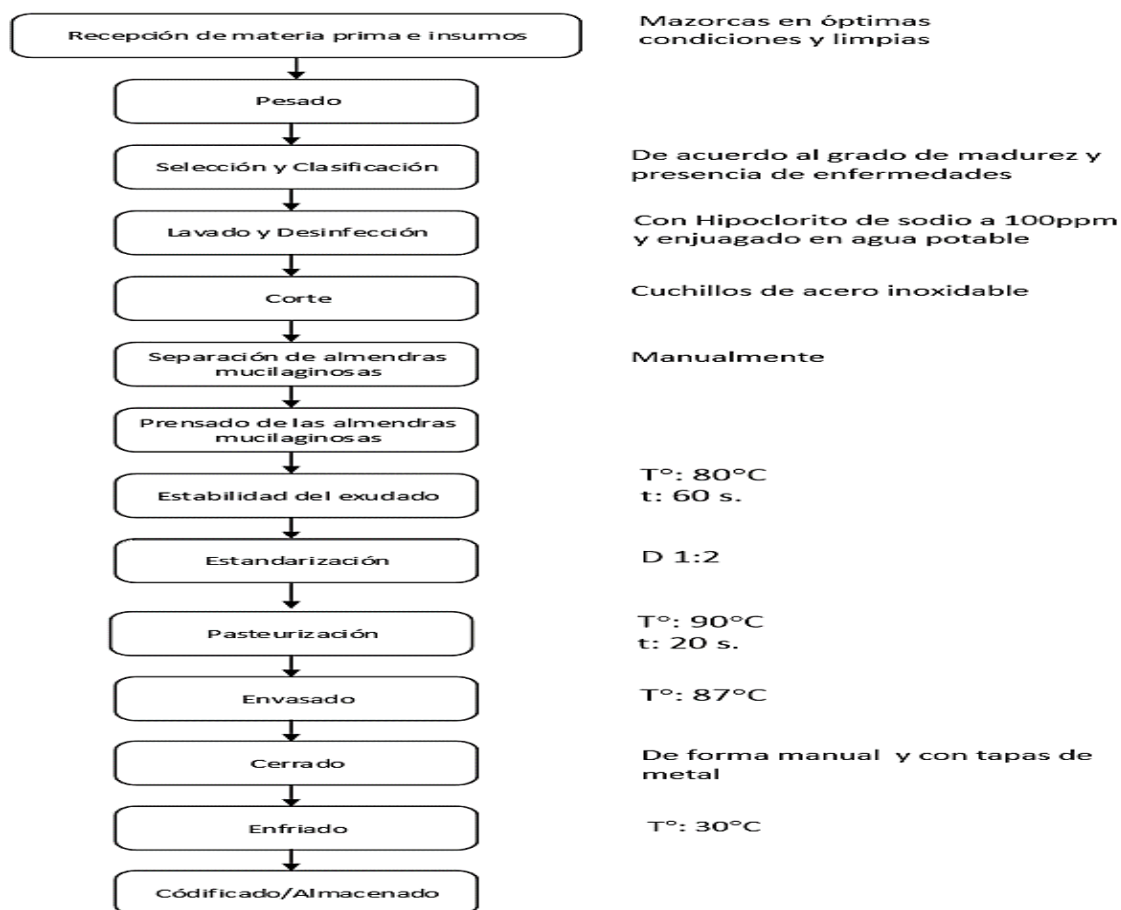 Recepción de materia prima e insumos
Mazorcas en óptimas
condiciones y limpias
Pesado
Selección y Clasificación
De acuerdo al grado de madurez y
presencia de enfermedades
Lavado y Desinfección
Con Hipoclorito de sodio a 100ppm
y enjuagado en agua potable
Corte
Cuchillos de acero inoxidable
Separación de almendras
mucilaginosas
Manualmente
Prensado de las almendras
mucilaginosas
Estabilidad del exudado
T°: 80°C
t: 60 s.
Estandarización
D 1:2
Pasteurización
T°: 90°C
t: 20 s.
Envasado
T°: 87°C
Cerrado
De forma manual y con tapas de
metal
Enfriado
T°: 30°C
Códificado/Almacenado